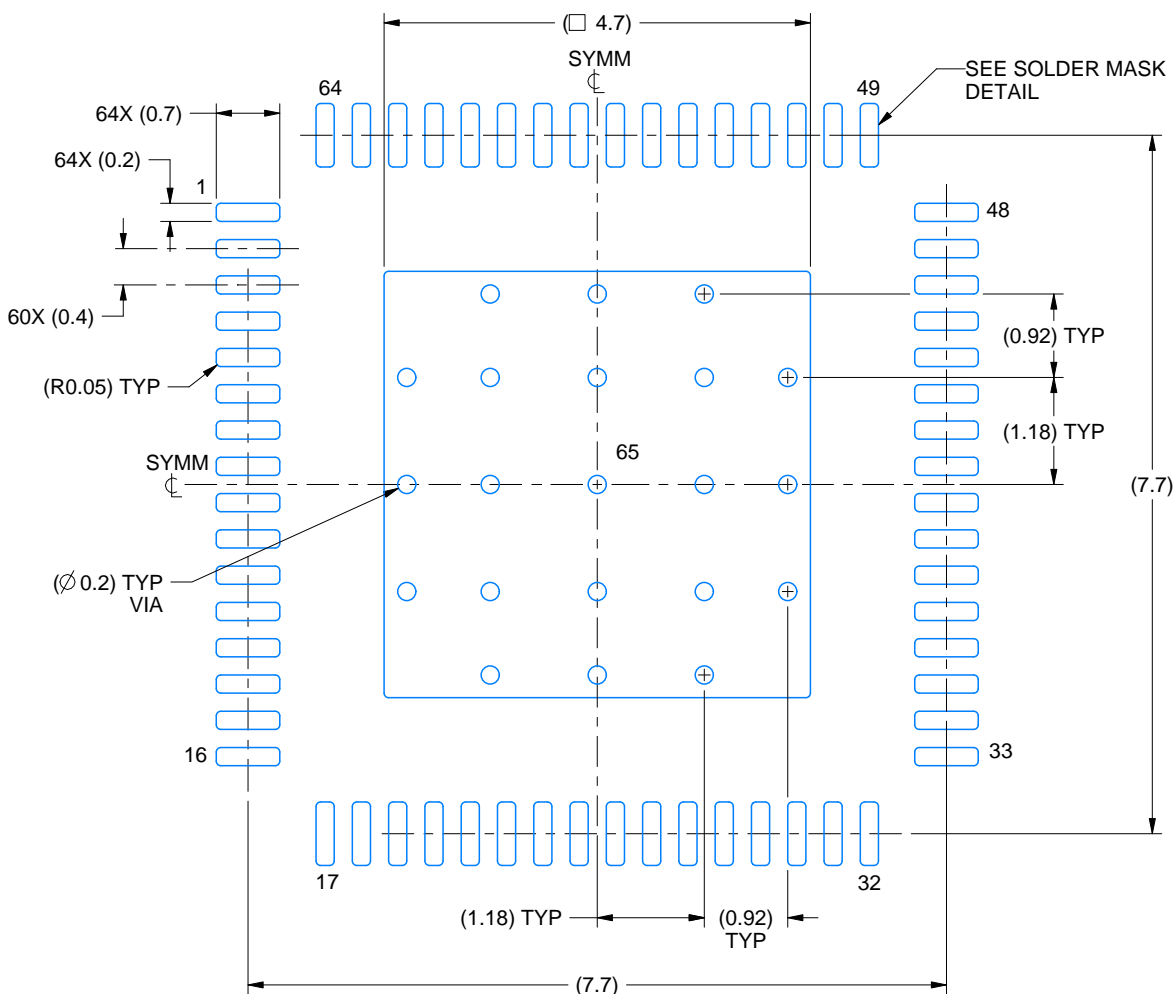 (□ 4.7)
SYMM
℄
64
49
SEE SOLDER MASK
DETAIL
64X (0.7)
64X (0.2)
1
48
60X (0.4)
(0.92) TYP
(R0.05) TYP
(1.18) TYP
65
SYMM
℄
(7.7)
(∅ 0.2) TYP
VIA
16
33
17
32
(1.18) TYP
(0.92)
TYP
(7.7)